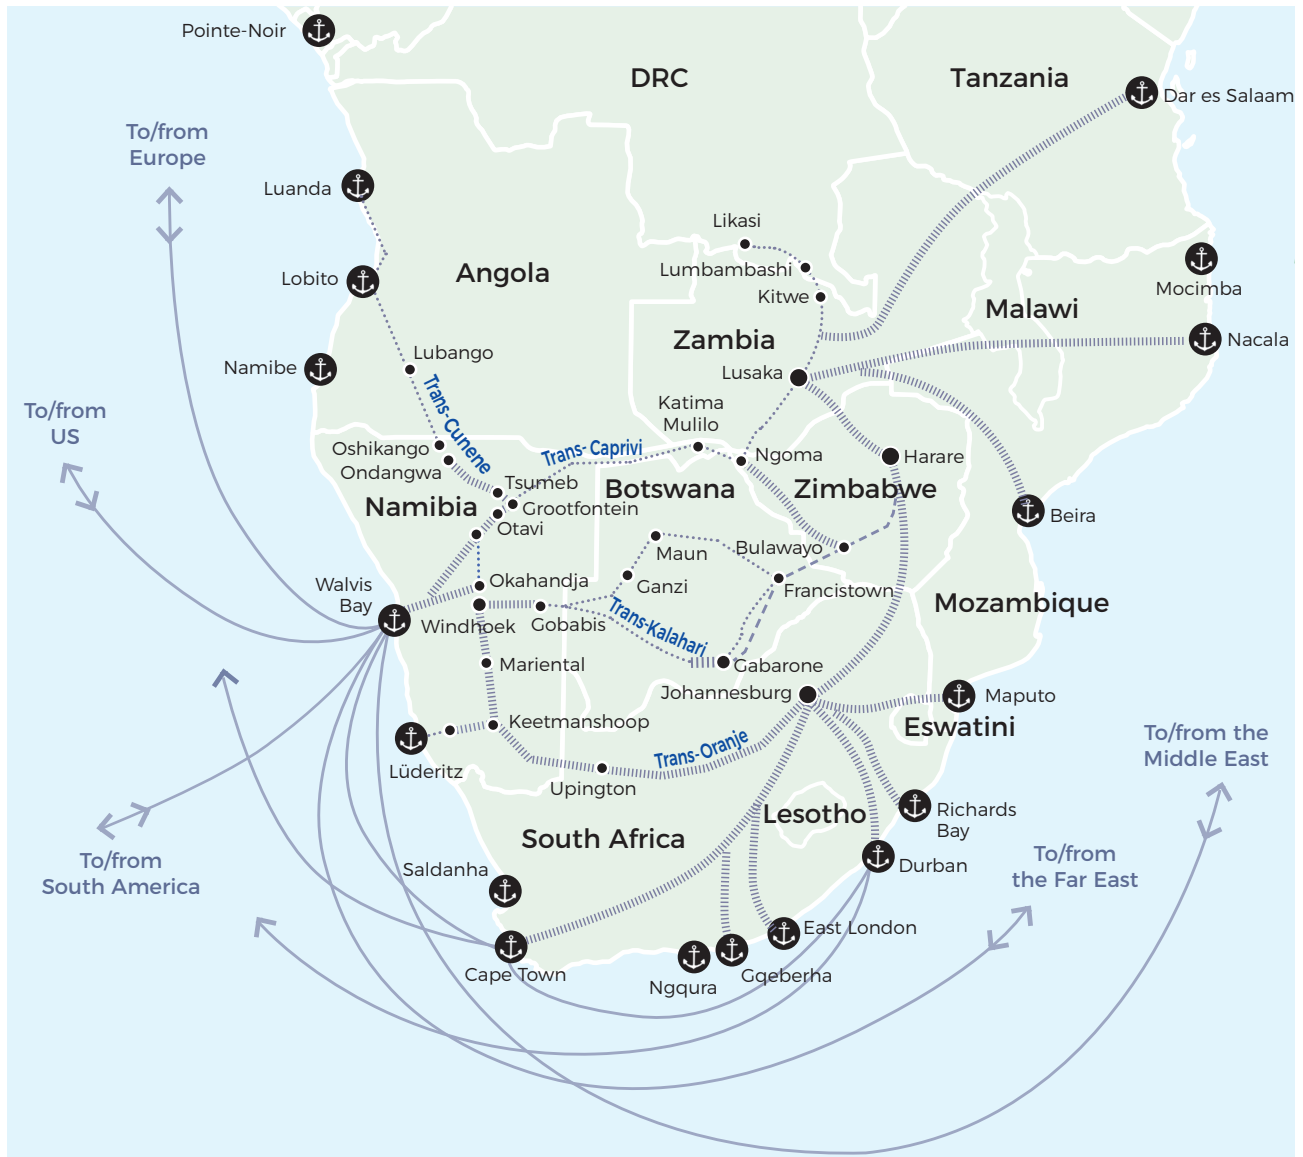 Pointe-Noir
DRC
Tanzania
Dar es Salaam
To/from
Europe
Luanda
Likasi
Lumbambashi
Kitwe
Mocimba
Lobito
Angola
Malawi
Zambia
Nacala
Namibe
Lubango
Lusaka
To/from
US
Trans-Cunene
Katima
Mulilo
Oshikango
Ondangwa
Trans-Caprivi
Ngoma
Harare
Tsumeb
Grootfontein
Otavi
Namibia
Botswana
Zimbabwe
Beira
Maun
Bulawayo
Walvis
Bay
Okahandja
Ganzi
Francistown
Mozambique
Windhoek
Gobabis
Trans-Kalahari
Mariental
Gabarone
Johannesburg
Maputo
Keetmanshoop
Eswatini
To/from the
Middle East
Lüderitz
Trans-Oranje
Upington
Lesotho
Richards
Bay
South Africa
To/from
South America
Saldanha
Durban
To/from
the Far East
East London
Cape Town
Ngqura
Gqeberha